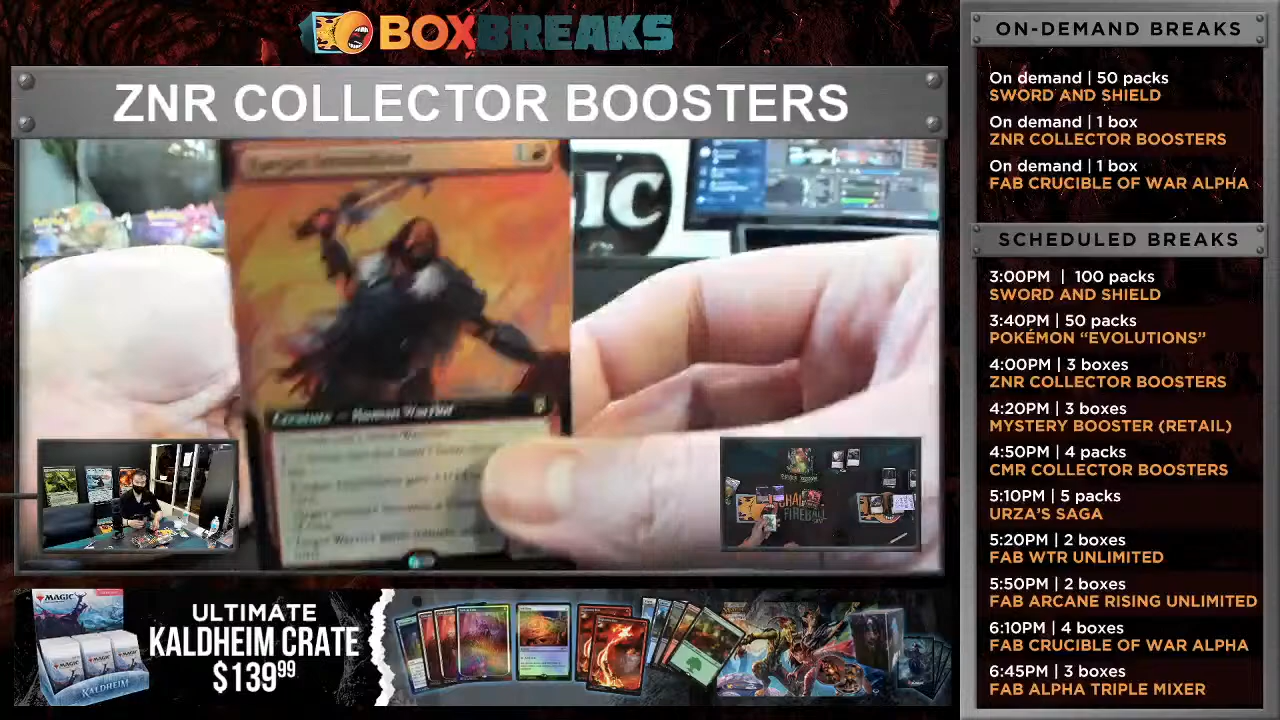 BOXBREAKS
ZNR COLLECTOR BOOSTERS
IC
Creature — Human Warrior
ULTIMATE
KALDHEIM CRATE
$139.99
MAGIC
KALDHEIM
ON-DEMAND BREAKS
On demand | 50 packs
SWORD AND SHIELD
On demand | 1 box
ZNR COLLECTOR BOOSTERS
On demand | 1 box
FAB CRUCIBLE OF WAR ALPHA
SCHEDULED BREAKS
3:00PM | 100 packs
SWORD AND SHIELD
3:40PM | 50 packs
POKÉMON “EVOLUTIONS”
4:00PM | 3 boxes
ZNR COLLECTOR BOOSTERS
4:20PM | 3 boxes
MYSTERY BOOSTER (RETAIL)
4:50PM | 4 packs
CMR COLLECTOR BOOSTERS
5:10PM | 5 packs
URZA'S SAGA
5:20PM | 2 boxes
FAB WTR UNLIMITED
5:50PM | 2 boxes
FAB ARCANE RISING UNLIMITED
6:10PM | 4 boxes
FAB CRUCIBLE OF WAR ALPHA
6:45PM | 3 boxes
FAB ALPHA TRIPLE MIXER